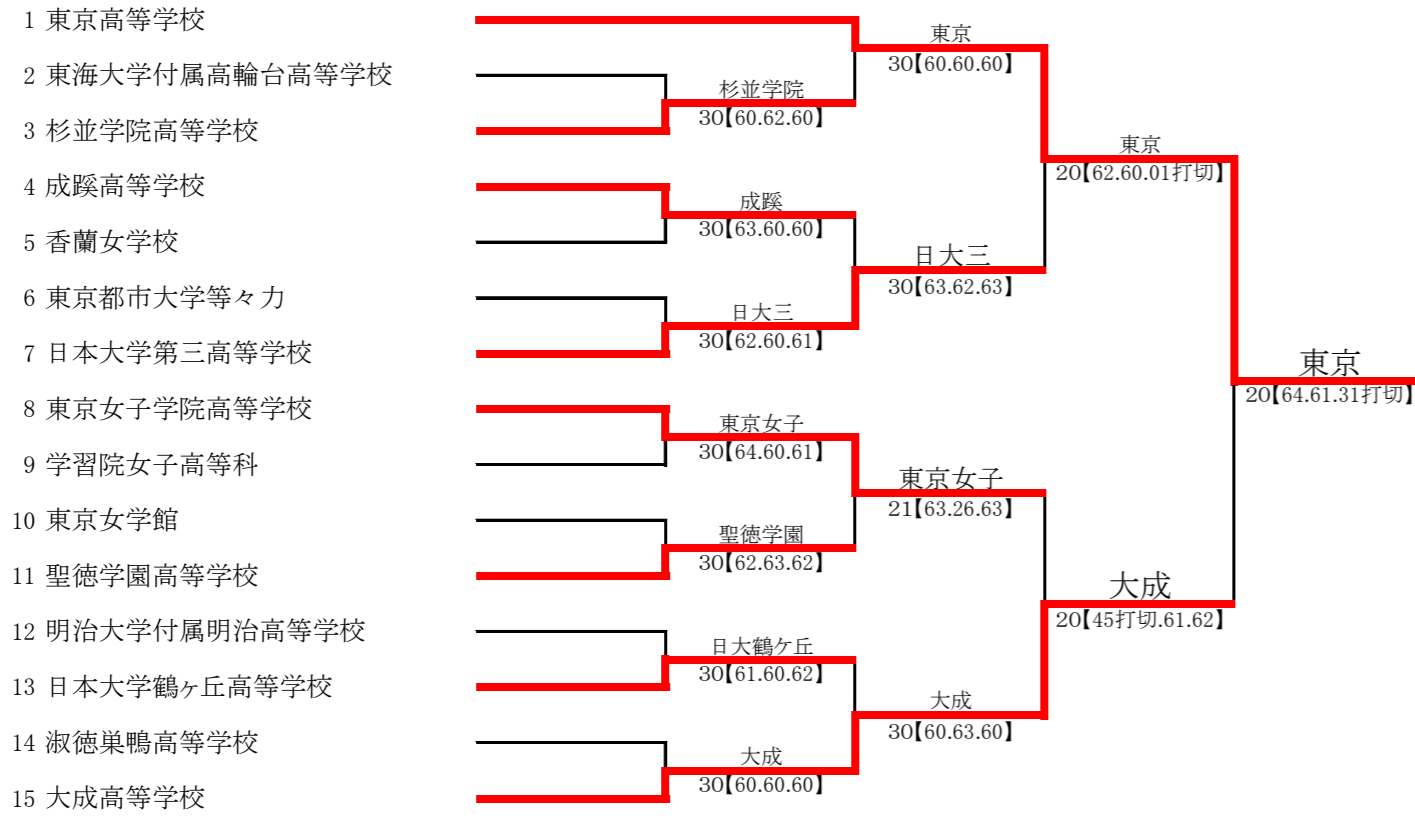 1 東京高等学校
2 東海大学付属高輪台高等学校
3 杉並学院高等学校
4 成蹊高等学校
5 香蘭女学校
6 東京都市大学等々力
7 日本大学第三高等学校
8 東京女子学院高等学校
9 学習院女子高等科
10 東京女学館
11 聖徳学園高等学校
12 明治大学付属明治高等学校
13 日本大学鶴ヶ丘高等学校
14 淑徳巣鴨高等学校
15 大成高等学校
杉並学院
30【60.62.60】
成蹊
30【63.60.60】
日大三
30【62.60.61】
東京女子
30【64.60.61】
聖徳学園
30【62.63.62】
日大鶴ケ丘
30【61.60.62】
大成
30【60.60.60】
東京
30【60.60.60】
日大三
30【63.62.63】
東京女子
21【63.26.63】
大成
30【60.63.60】
東京
20【62.60.01打切】
大成
20【45打切.61.62】
東京
20【64.61.31打切】